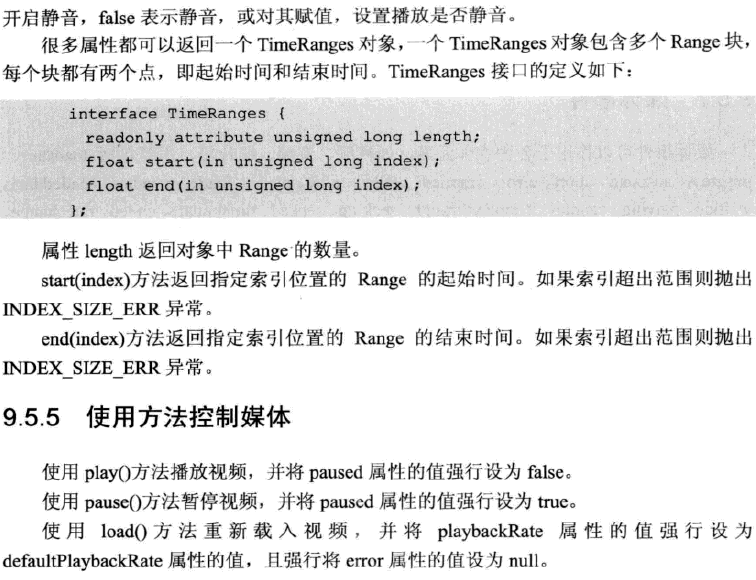 开启静音，false 表示静音，或对其赋值，设置播放是否静音。
很多属性都可以返回一个 TimeRanges 对象，一个 TimeRanges 对象包含多个 Range 块，
每个块都有两个点，即起始时间和结束时间。TimeRanges 接口的定义如下：
interface TimeRanges {
readonly attribute unsigned long length;
float start(in unsigned long index);
float end(in unsigned long index);
};
属性 length 返回对象中 Range 的数量。
start(index)方法返回指定索引位置的 Range 的起始时间。如果索引超出范围则抛出
INDEX_SIZE_ERR 异常。
end(index)方法返回指定索引位置的 Range 的结束时间。如果索引超出范围则抛出
INDEX_SIZE_ERR 异常。
9.5.5 使用方法控制媒体
使用 play()方法播放视频，并将 paused 属性的值强行设为 false。
使用 pause()方法暂停视频，并将 paused 属性的值强行设为 true。
使用 load()方法重新载入视频，并将 playbackRate 属性的值强行设为
defaultPlaybackRate 属性的值，且强行将 error 属性的值设为 null。